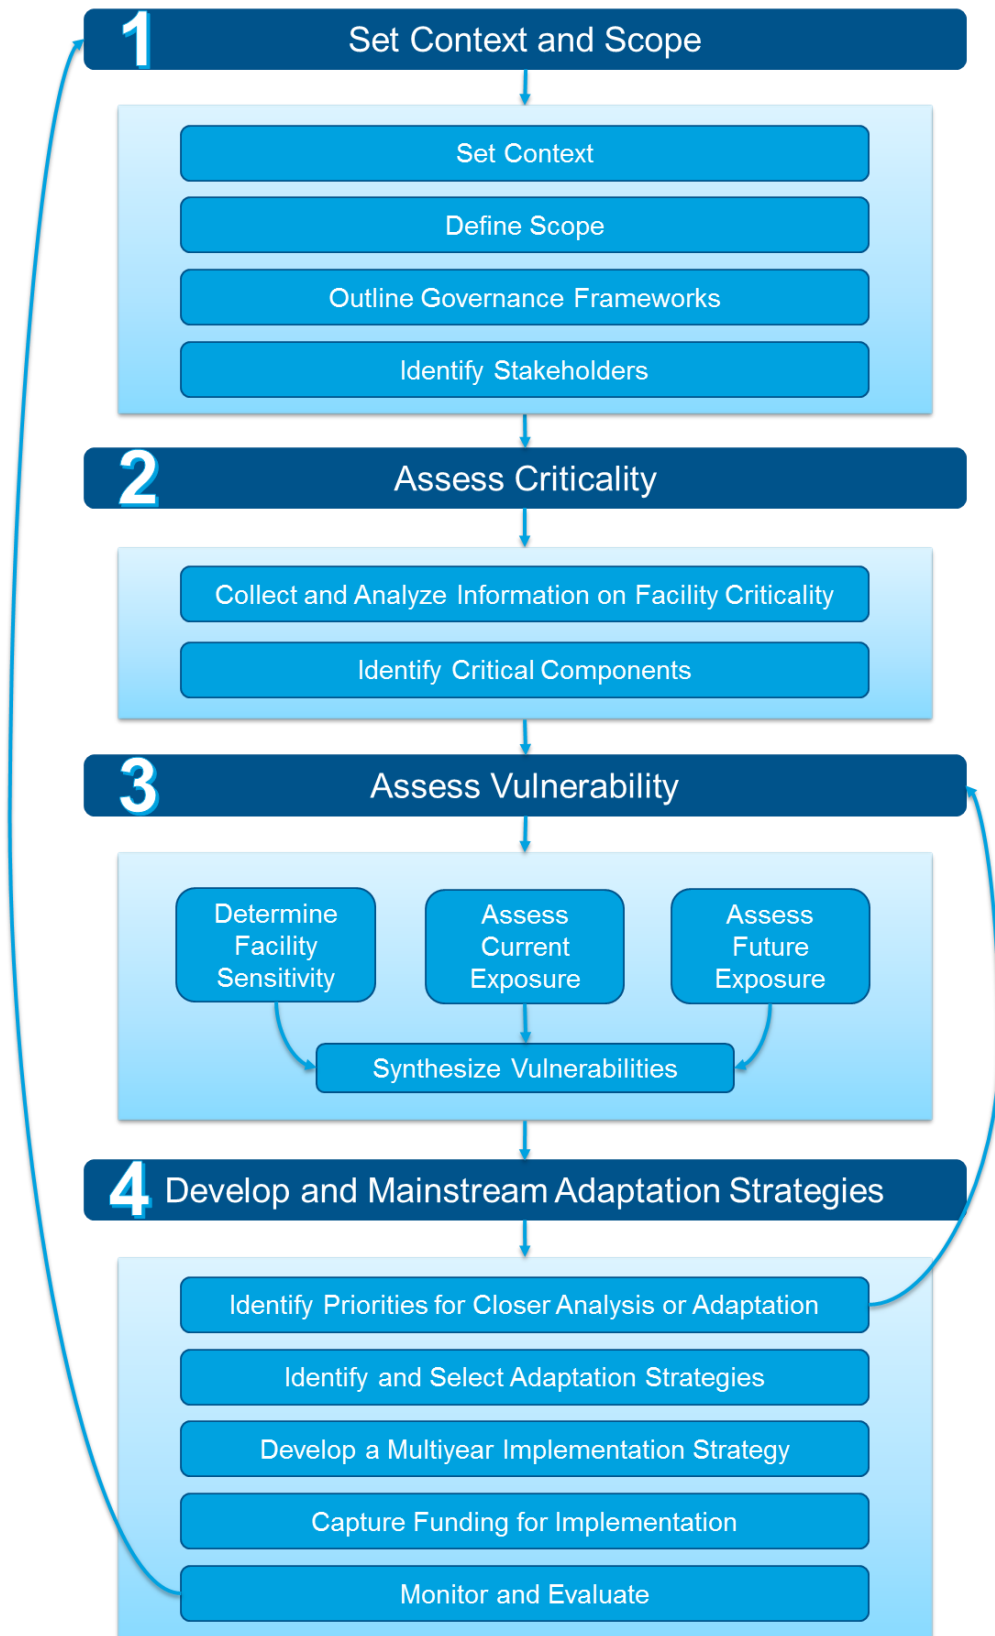 1 Set Context and Scope
Set Context
Define Scope
Outline Governance Frameworks
Identify Stakeholders
2 Assess Criticality
Collect and Analyze Information on Facility Criticality
Identify Critical Components
3 Assess Vulnerability
Determine
Facility
Sensitivity
Assess
Current
Exposure
Assess
Future
Exposure
Synthesize Vulnerabilities
4 Develop and Mainstream Adaptation Strategies
Identify Priorities for Closer Analysis or Adaptation
Identify and Select Adaptation Strategies
Develop a Multiyear Implementation Strategy
Capture Funding for Implementation
Monitor and Evaluate